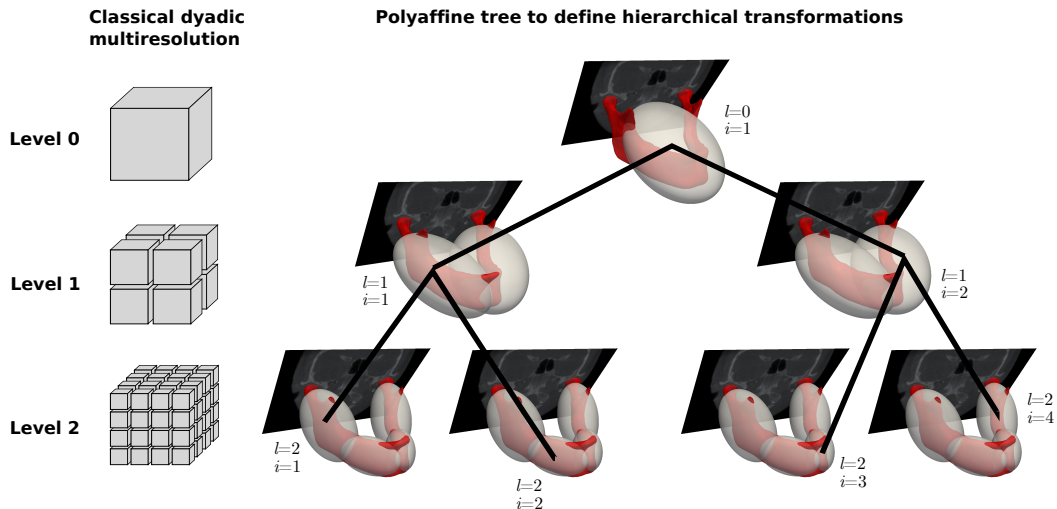 Classical dyadic
multiresolution
Polyaffine tree to define hierarchical transformations
Level 0
l=0
i=1
Level 1
l=1
i=1
l=1
i=2
Level 2
l=2
i=1
l=2
i=2
l=2
i=3
l=2
i=4